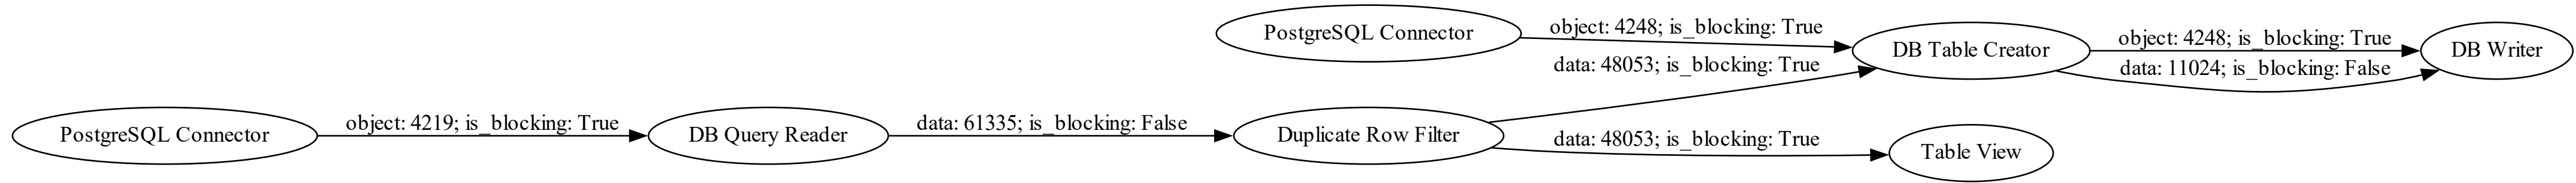 PostgreSQL Connector
object: 4248; is_blocking: True
DB Table Creator
object: 4248; is_blocking: True
DB Writer
data: 48053; is_blocking: True
data: 11024; is_blocking: False
PostgreSQL Connector
object: 4219; is_blocking: True
DB Query Reader
data: 61335; is_blocking: False
Duplicate Row Filter
data: 48053; is_blocking: True
Table View